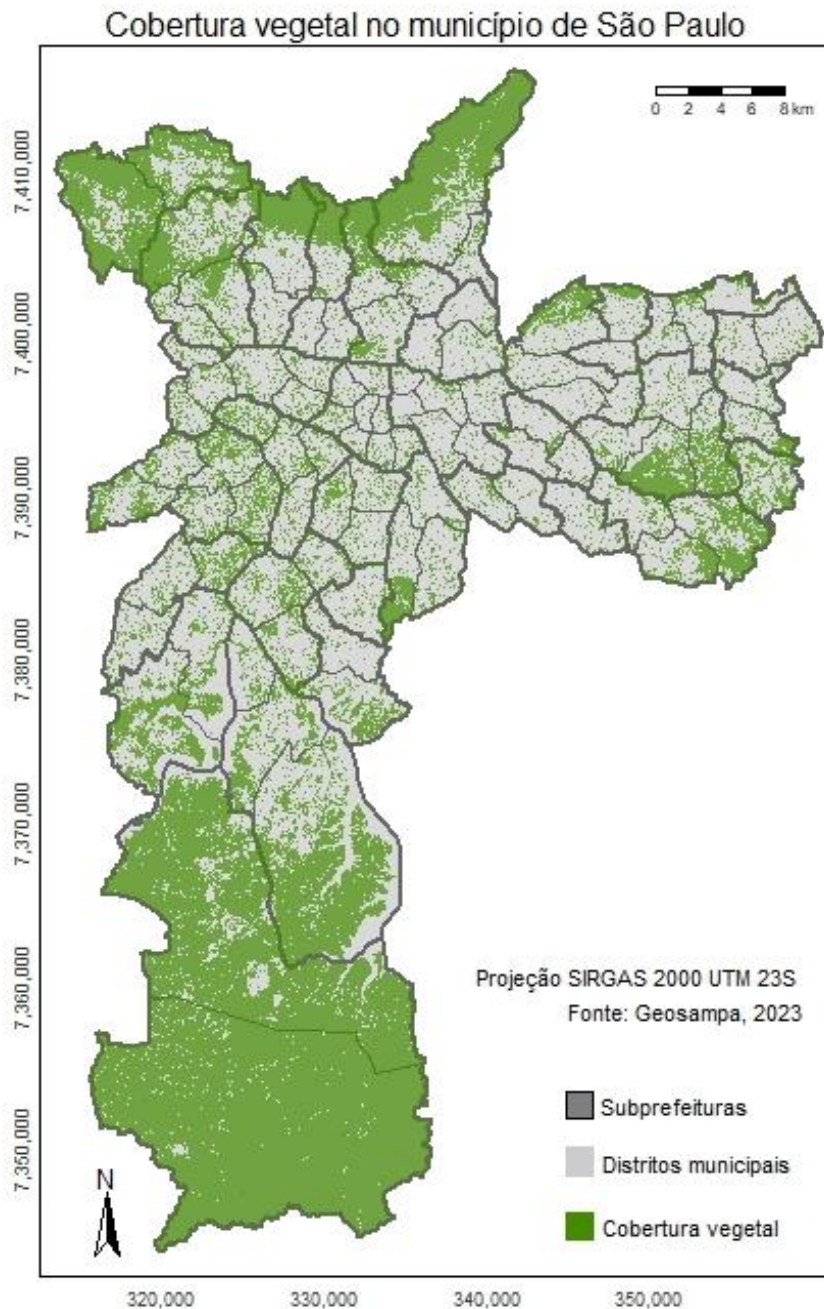 Cobertura vegetal no município de São Paulo
0 2 4 6 8 km
7,410,000
7,400,000
7,390,000
7,380,000
7,370,000
7,360,000
7,350,000
Projeção SIRGAS 2000 UTM 23S
Fonte: Geosampa, 2023
Subprefeituras
Distritos municipais
Cobertura vegetal
N
320,000 330,000 340,000 350,000